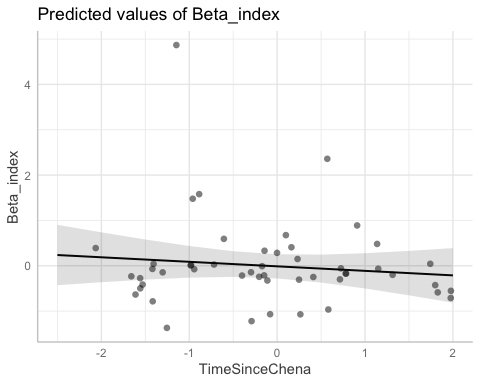 Predicted values of Beta_index
4
2
0
Beta_index
-2
-1
0
1
2
TimeSinceChena